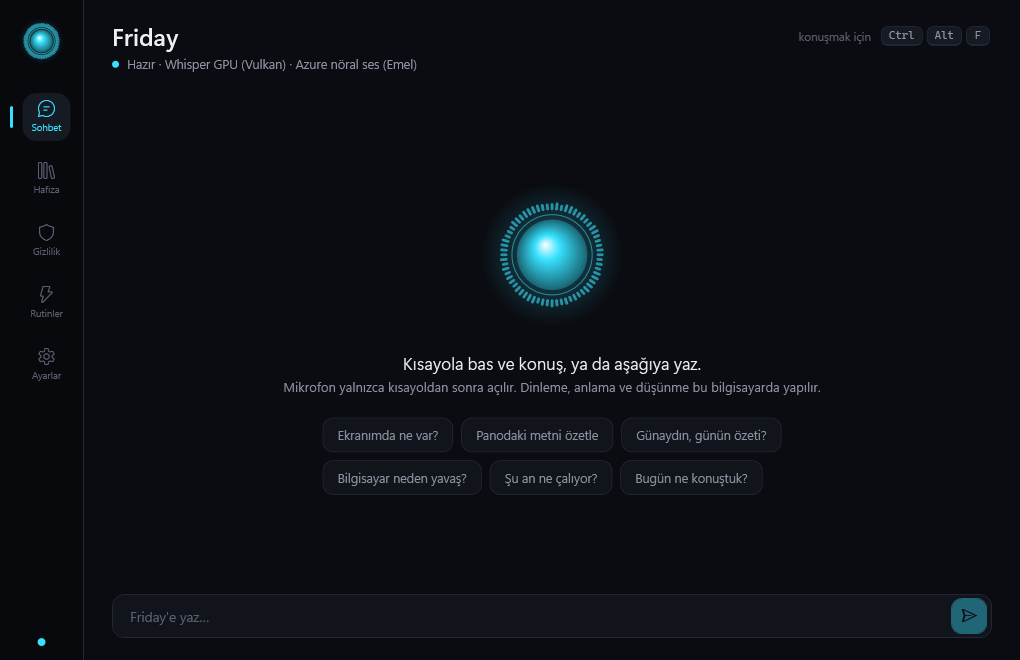 Friday
konuşmak için Ctrl Alt F
Hazır · Whisper GPU (Vulkan) · Azure nöral ses (Emel)
Sohbet
Hafıza
Gizlilik
Rutinler
Ayarlar
Kısayola bas ve konuş, ya da aşağıya yaz.
Mikrofon yalnızca kısayoldan sonra açılır. Dinleme, anlama ve düşünme bu bilgisayarda yapılır.
Ekranımda ne var? Panodaki metni özetle Günaydın, günün özeti?
Bilgisayar neden yavaş? Şu an ne çalıyor? Bugün ne konuştuk?
Friday'e yaz...